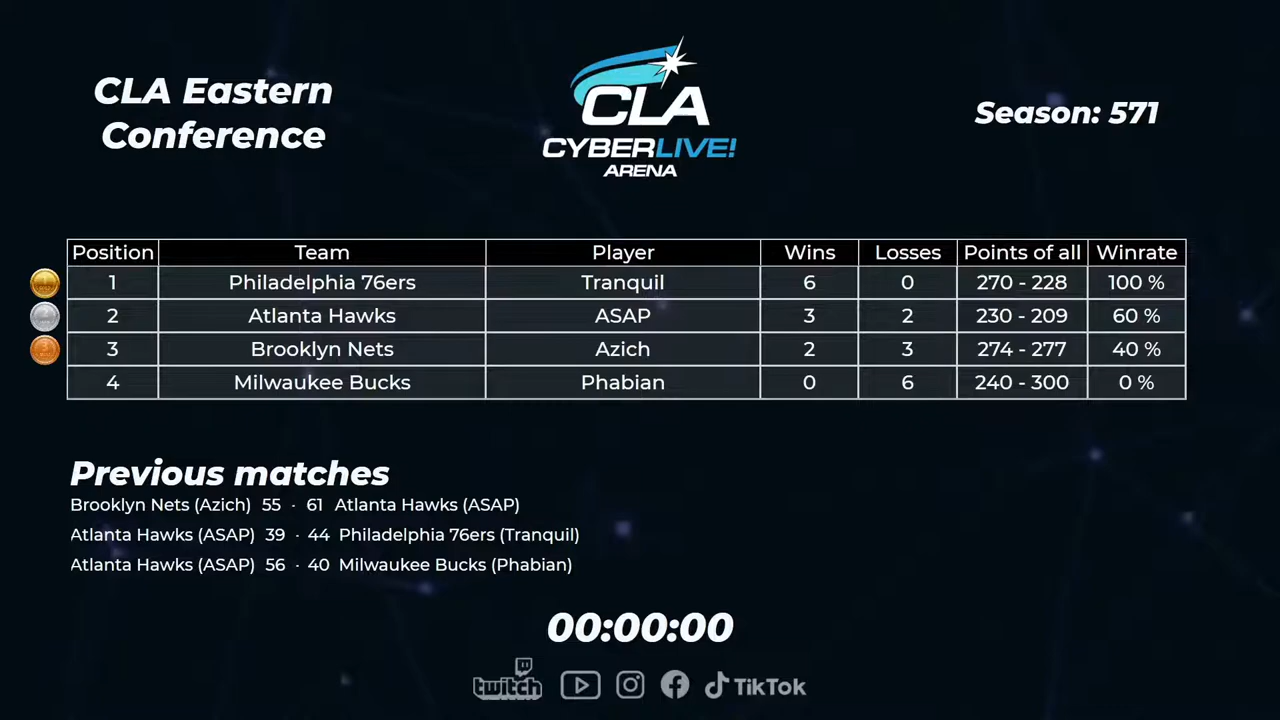 CLA Eastern
Conference
CLA
CYBERLIVE!
ARENA
Season: 571
Position Team Player Wins Losses Points of all Winrate
1 Philadelphia 76ers Tranquil 6 0 270 - 228 100 %
2 Atlanta Hawks ASAP 3 2 230 - 209 60 %
3 Brooklyn Nets Azich 2 3 274 - 277 40 %
4 Milwaukee Bucks Phabian 0 6 240 - 300 0 %
Previous matches
Brooklyn Nets (Azich) 55 · 61 Atlanta Hawks (ASAP)
Atlanta Hawks (ASAP) 39 · 44 Philadelphia 76ers (Tranquil)
Atlanta Hawks (ASAP) 56 · 40 Milwaukee Bucks (Phabian)
00:00:00
twitch TikTok